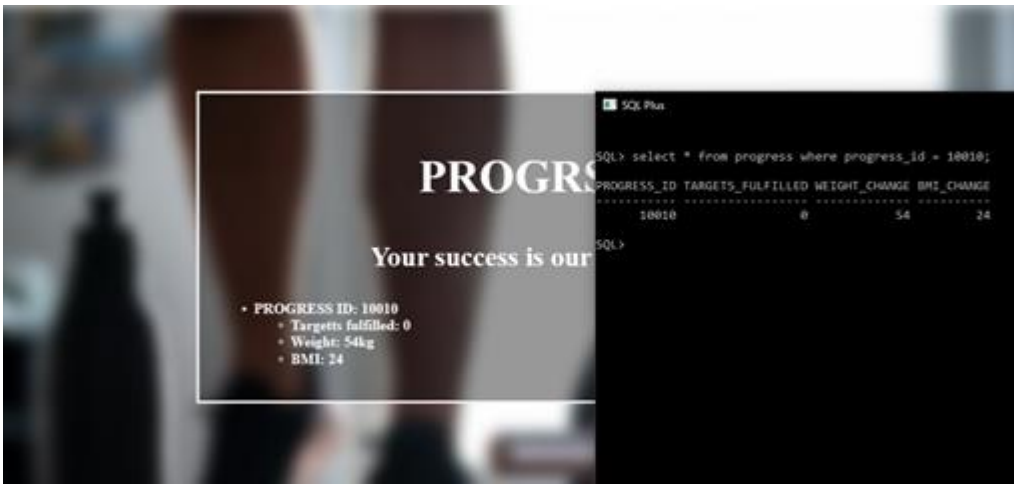 PROGRS
Your success is our
• PROGRESS ID: 10010
◦ Targetts fulfilled: 0
◦ Weight: 54kg
◦ BMI: 24
SQL Plus
SQL> select * from progress where progress_id = 10010;
PROGRESS_ID TARGETS_FULFILLED WEIGHT_CHANGE BMI_CHANGE
----------- ----------------- ------------- ----------
10010 0 54 24
SQL>